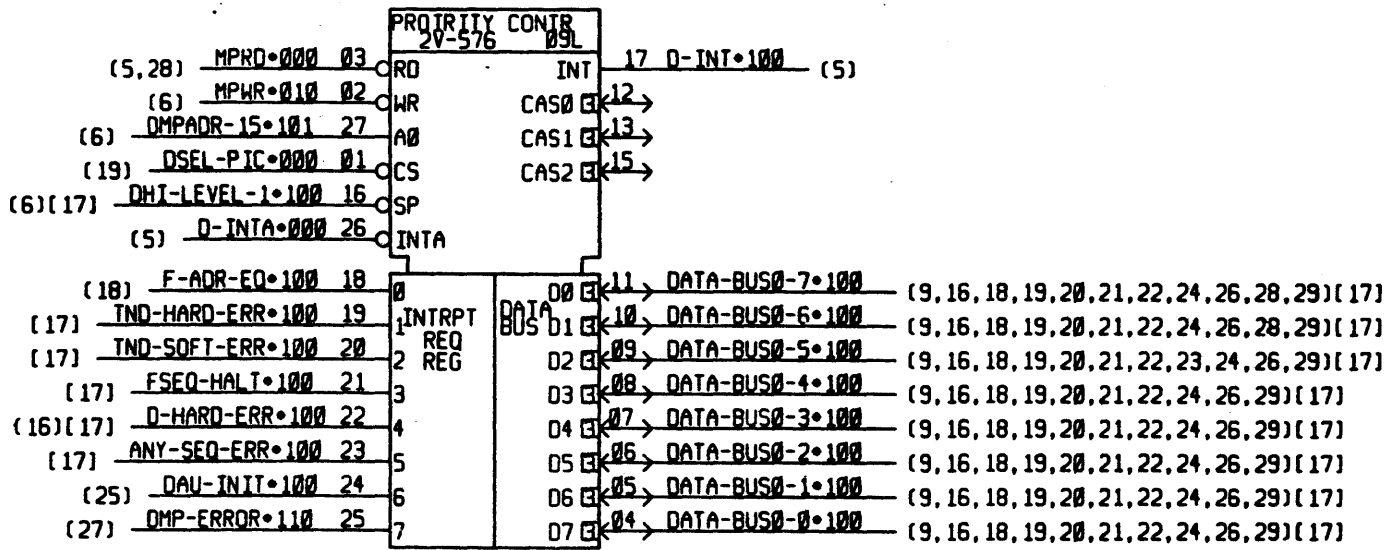 PROIRITY CONTR
2V-576 09L
(5,28) MPRD•000 03 RD INT 17 D-INT•100 (5)
(6) MPWR•010 02 WR CAS0 3 12
(6) DMPADR-15•101 27 A0 CAS1 3 13
(19) DSEL-PIC•000 01 CS CAS2 3 15
(6)[17] DHI-LEVEL-1•100 16 SP
(5) D-INTA•000 26 INTA
(18) F-ADR-EQ•100 18 0 D0 3 11 DATA-BUS0-7•100 (9,16,18,19,20,21,22,24,26,28,29)[17]
[17] TND-HARD-ERR•100 19 1 INTRPT DATA BUS D1 3 10 DATA-BUS0-6•100 (9,16,18,19,20,21,22,24,26,28,29)[17]
[17] TND-SOFT-ERR•100 20 2 REQ REG D2 3 09 DATA-BUS0-5•100 (9,16,18,19,20,21,22,23,24,26,29)[17]
[17] FSEQ-HALT•100 21 3 D3 3 08 DATA-BUS0-4•100 (9,16,18,19,20,21,22,24,26,29)[17]
(16)[17] D-HARD-ERR•100 22 4 D4 3 07 DATA-BUS0-3•100 (9,16,18,19,20,21,22,24,26,29)[17]
[17] ANY-SEQ-ERR•100 23 5 D5 3 06 DATA-BUS0-2•100 (9,16,18,19,20,21,22,24,26,29)[17]
(25) DAU-INIT•100 24 6 D6 3 05 DATA-BUS0-1•100 (9,16,18,19,20,21,22,24,26,29)[17]
(27) DMP-ERROR•110 25 7 D7 3 04 DATA-BUS0-0•100 (9,16,18,19,20,21,22,24,26,29)[17]